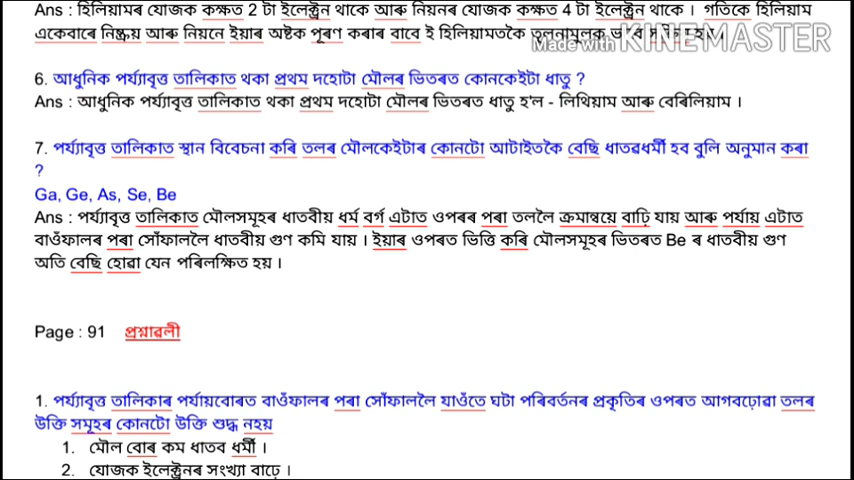 Ans : হিলিয়ামৰ যোজক কক্ষত 2 টা ইলেক্ট্ৰন থাকে আৰু নিয়নৰ যোজক কক্ষত 4 টা ইলেক্ট্ৰন থাকে । গতিকে হিলিয়াম
একেবাৰে নিষ্ক্ৰিয় আৰু নিয়নে ইয়াৰ অষ্টক পূৰণ কৰাৰ বাবে ই হিলিয়ামতকৈ তুলনামূলক
Made with KINEMASTER
6. আধুনিক পৰ্য্যাবৃত্ত তালিকাত থকা প্ৰথম দহোটা মৌলৰ ভিতৰত কোনকেইটা ধাতু ?
Ans : আধুনিক পৰ্য্যাবৃত্ত তালিকাত থকা প্ৰথম দহোটা মৌলৰ ভিতৰত ধাতু হ'ল - লিথিয়াম আৰু বেৰিলিয়াম ।
7. পৰ্য্যাবৃত্ত তালিকাত স্থান বিবেচনা কৰি তলৰ মৌলকেইটাৰ কোনটো আটাইতকৈ বেছি ধাতৱধৰ্মী হব বুলি অনুমান কৰা
?
Ga, Ge, As, Se, Be
Ans : পৰ্য্যাবৃত্ত তালিকাত মৌলসমূহৰ ধাতবীয় ধৰ্ম বৰ্গ এটাত ওপৰৰ পৰা তললৈ ক্ৰমান্বয়ে বাঢ়ি যায় আৰু পৰ্যায় এটাত
বাওঁফালৰ পৰা সোঁফাললৈ ধাতবীয় গুণ কমি যায় । ইয়াৰ ওপৰত ভিত্তি কৰি মৌলসমূহৰ ভিতৰত Be ৰ ধাতবীয় গুণ
অতি বেছি হোৱা যেন পৰিলক্ষিত হয় ।
Page : 91 প্ৰশ্নাৱলী
1. পৰ্য্যাবৃত্ত তালিকাৰ পৰ্যায়বোৰত বাওঁফালৰ পৰা সোঁফাললৈ যাওঁতে ঘটা পৰিবৰ্তনৰ প্ৰকৃতিৰ ওপৰত আগবঢ়োৱা তলৰ
উক্তি সমূহৰ কোনটো উক্তি শুদ্ধ নহয়
1. মৌল বোৰ কম ধাতব ধৰ্মী ।
2. যোজক ইলেক্ট্ৰনৰ সংখ্যা বাঢ়ে ।